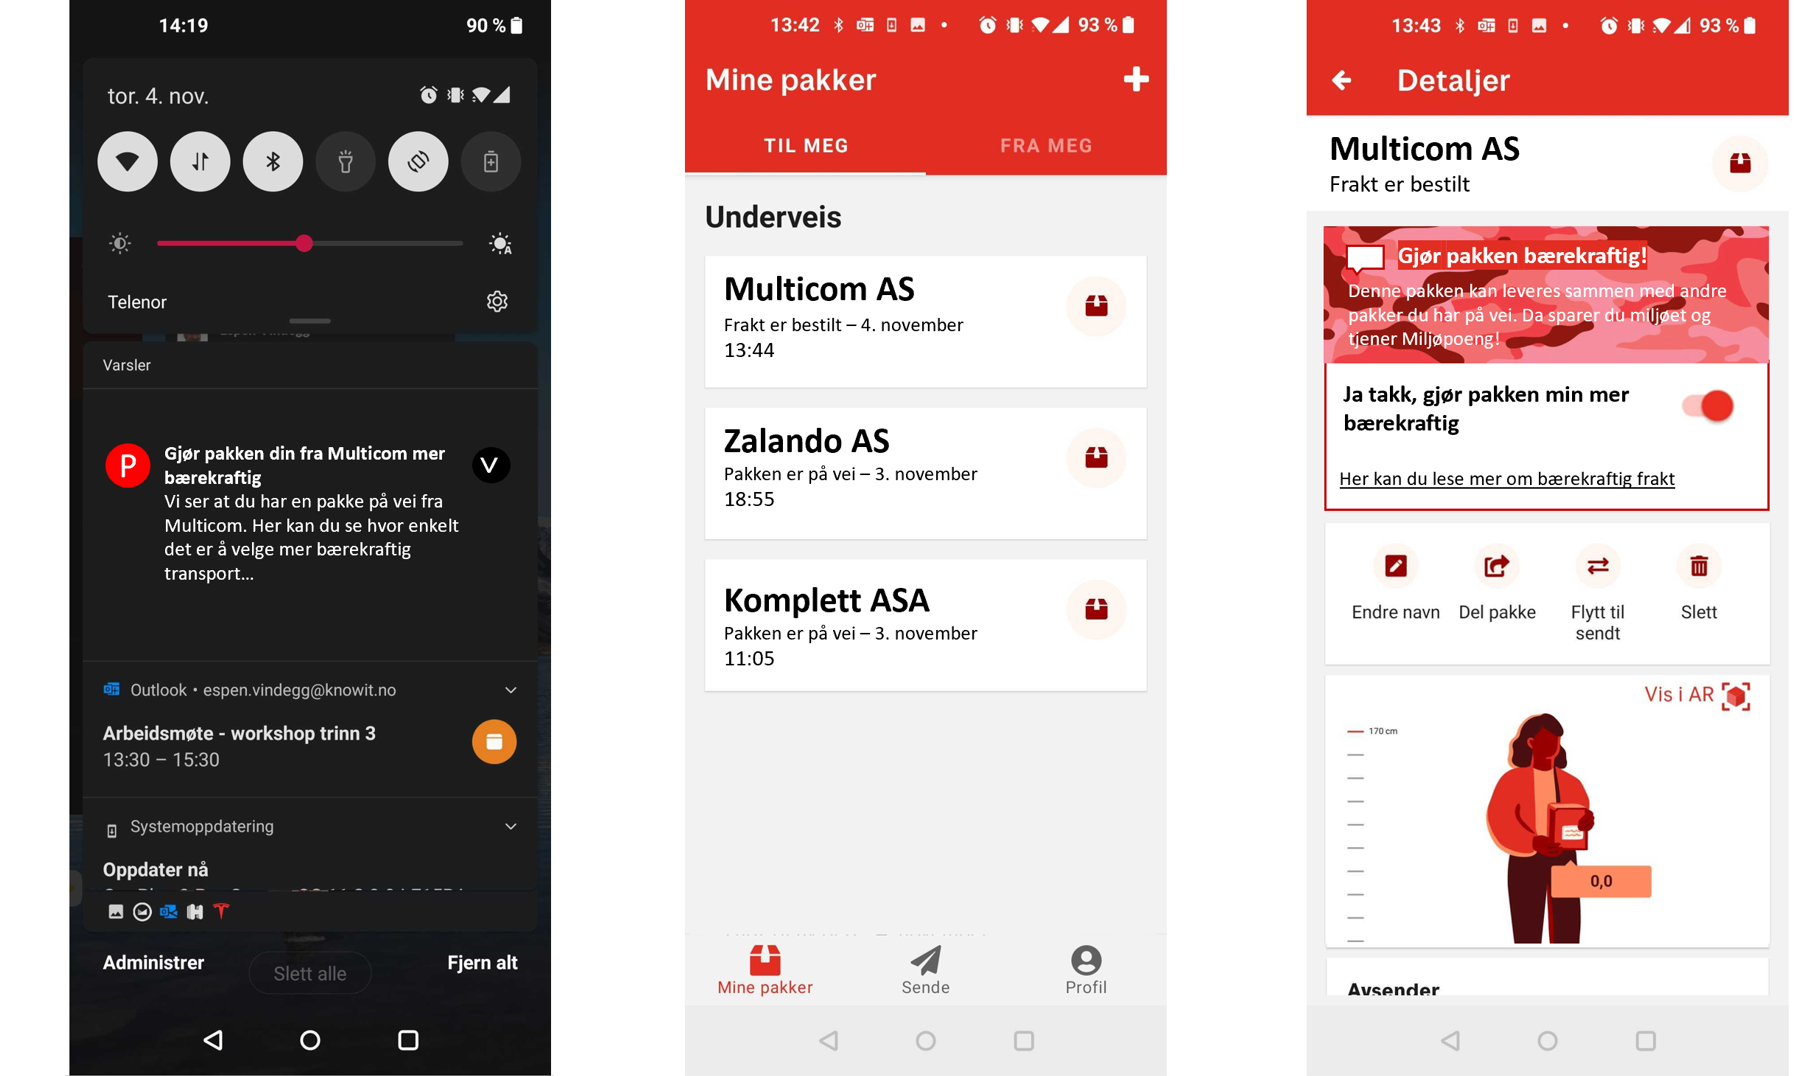 14:19
90 %
tor. 4. nov.
Telenor
Varsler
P
Gjør pakken din fra Multicom mer
bærekraftig
V
Vi ser at du har en pakke på vei fra
Multicom. Her kan du se hvor enkelt
det er å velge mer bærekraftig
transport...
Outlook • espen.vindegg@knowit.no
Arbeidsmøte - workshop trinn 3
13:30 – 15:30
Systemoppdatering
Oppdater nå
Administrer
Slett alle
Fjern alt
13:42
93 %
Mine pakker
TIL MEG
FRA MEG
Underveis
Multicom AS
Frakt er bestilt – 4. november
13:44
Zalando AS
Pakken er på vei – 3. november
18:55
Komplett ASA
Pakken er på vei – 3. november
11:05
Mine pakker
Sende
Profil
13:43
93 %
Detaljer
Multicom AS
Frakt er bestilt
Gjør pakken bærekraftig!
Denne pakken kan leveres sammen med andre
pakker du har på vei. Da sparer du miljøet og
tjener Miljøpoeng!
Ja takk, gjør pakken min mer
bærekraftig
Her kan du lese mer om bærekraftig frakt
Endre navn
Del pakke
Flytt til
sendt
Slett
Vis i AR
170 cm
0,0
Avsender